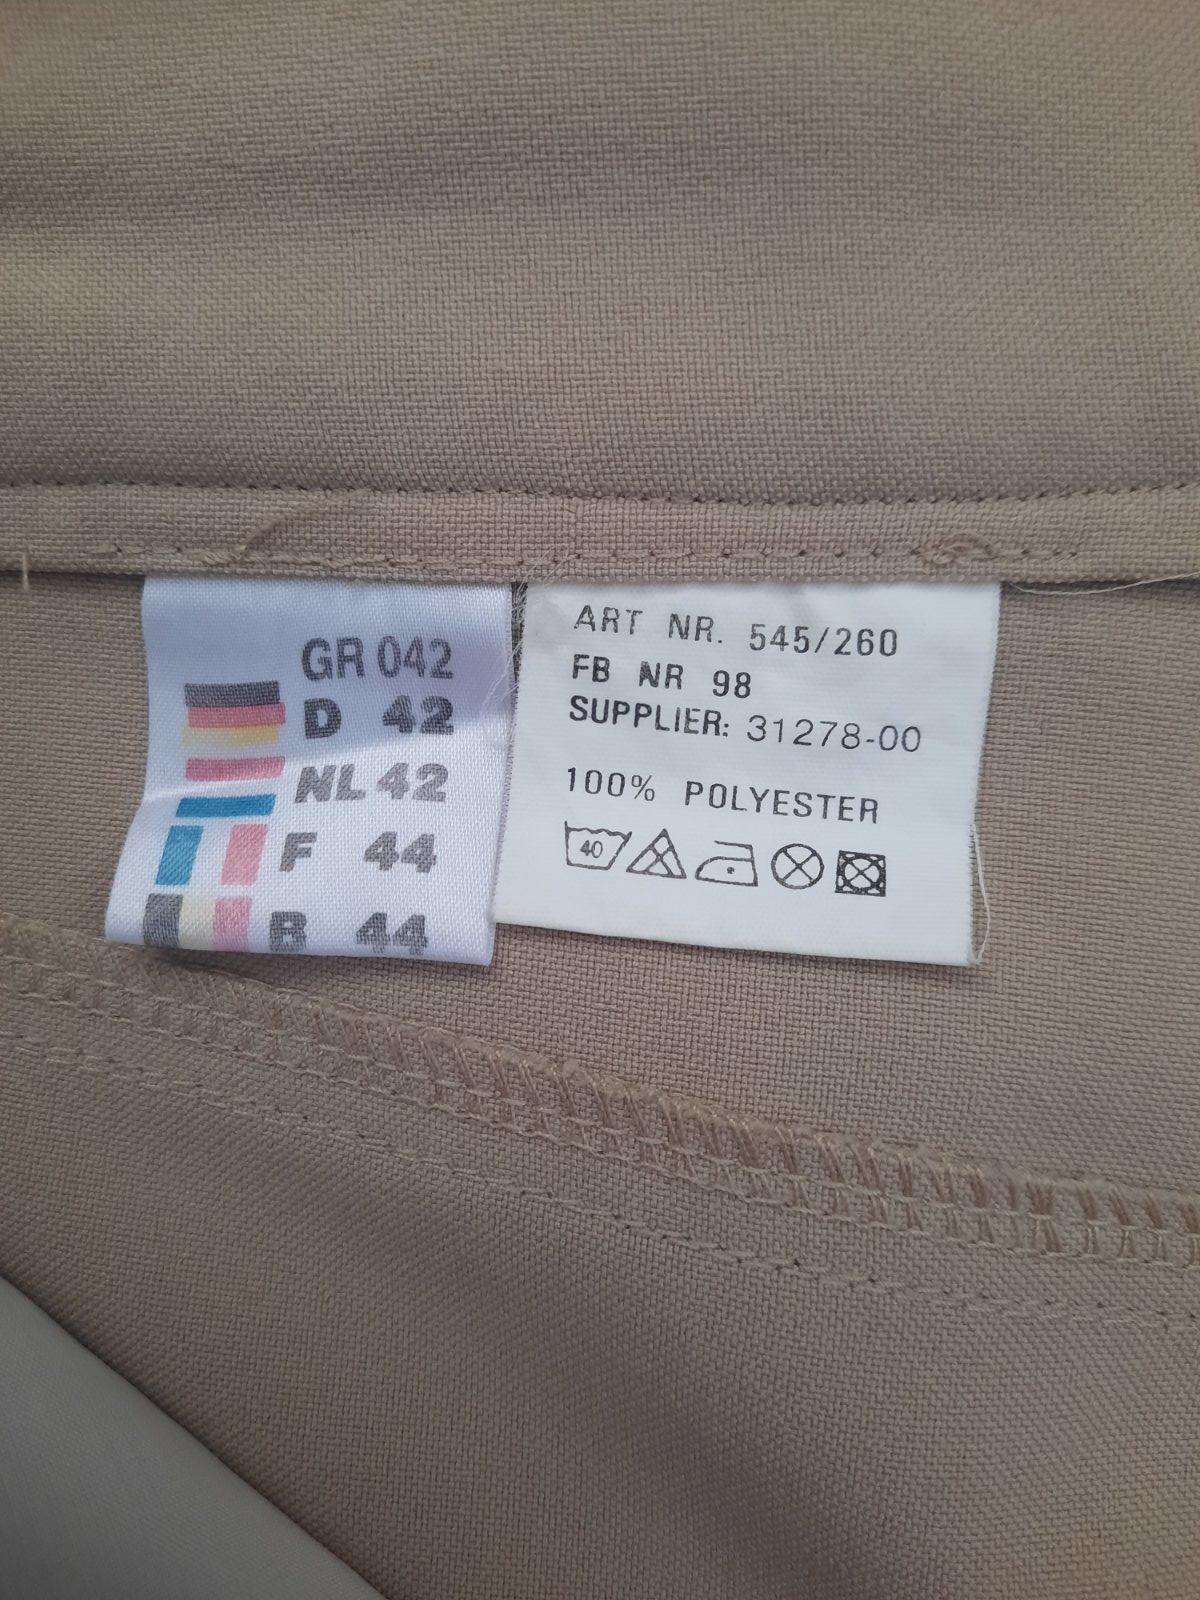 GR 042
D 42
NL 42
F 44
B 44
ART NR. 545/260
FB NR 98
SUPPLIER: 31278-00
100% POLYESTER
40